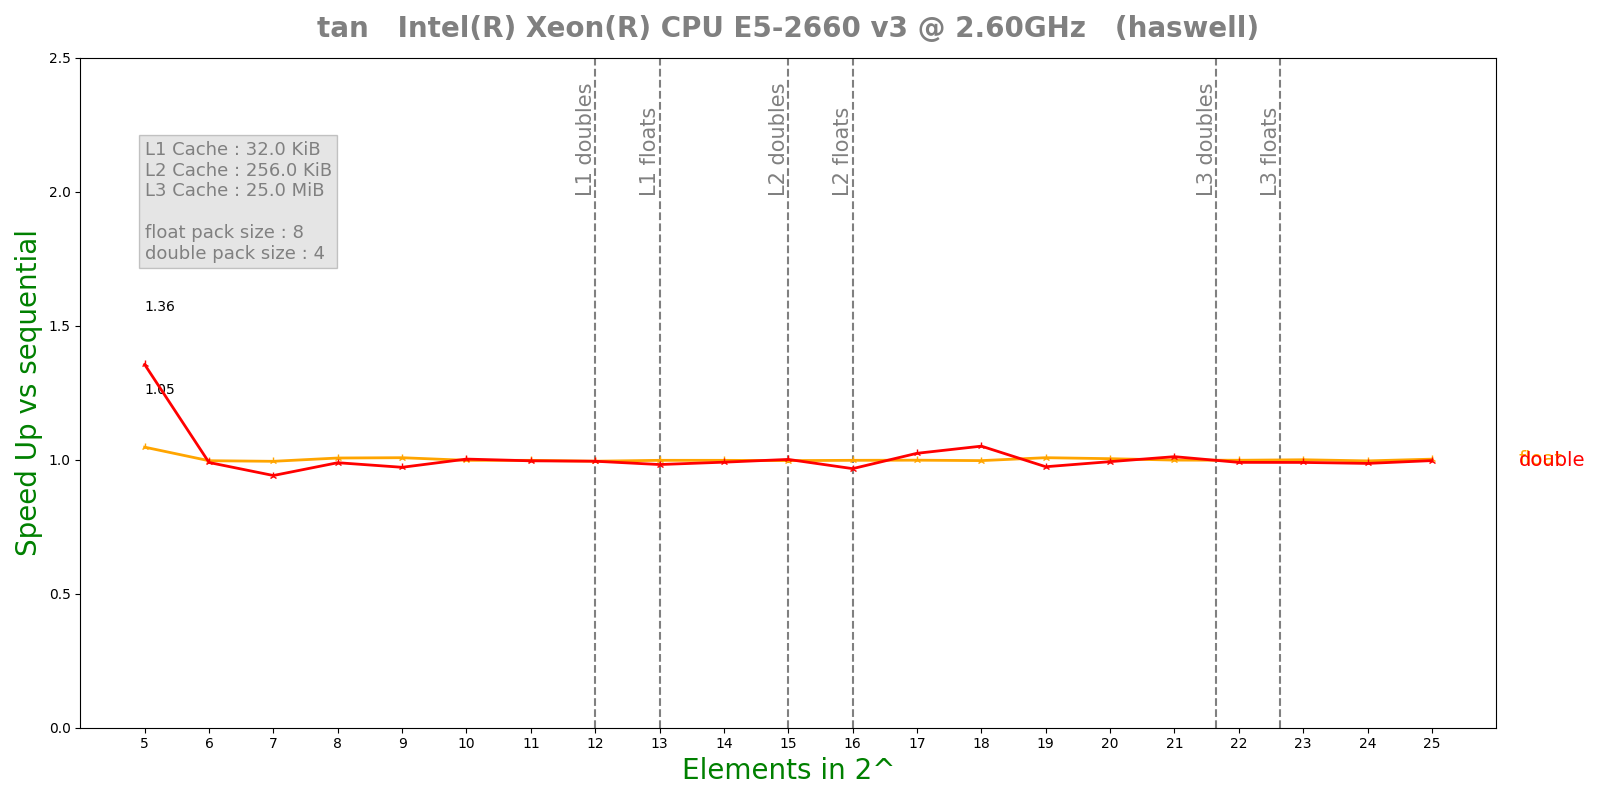 tan   Intel(R) Xeon(R) CPU E5-2660 v3 @ 2.60GHz   (haswell)
2.5
2.0
1.5
1.0
0.5
0.0
Speed Up vs sequential
L1 Cache : 32.0 KiB
L2 Cache : 256.0 KiB
L3 Cache : 25.0 MiB
float pack size : 8
double pack size : 4
1.36
1.05
L1 doubles
L1 floats
L2 doubles
L2 floats
L3 doubles
L3 floats
float
double
5 6 7 8 9 10 11 12 13 14 15 16 17 18 19 20 21 22 23 24 25
Elements in 2^